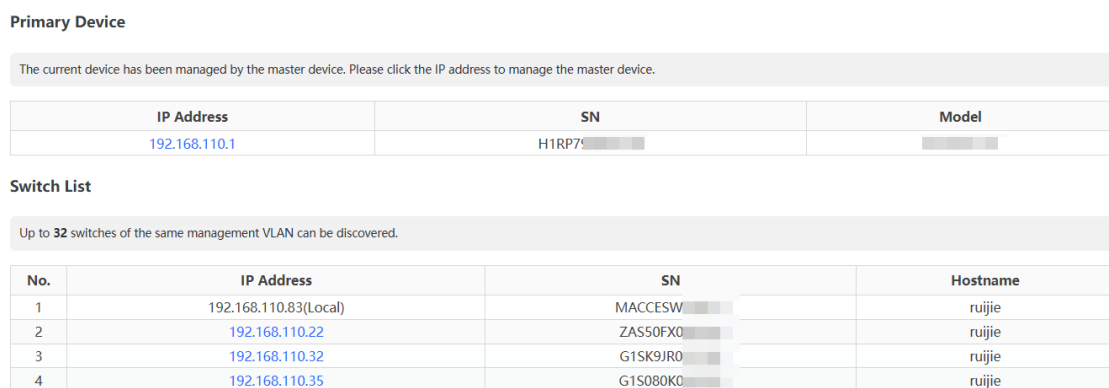 Primary Device
The current device has been managed by the master device. Please click the IP address to manage the master device.
IP Address SN Model
192.168.110.1 H1RP79
Switch List
Up to 32 switches of the same management VLAN can be discovered.
No. IP Address SN Hostname
1 192.168.110.83(Local) MACCESW ruijie
2 192.168.110.22 ZAS50FX0 ruijie
3 192.168.110.32 G1SK9JR0 ruijie
4 192.168.110.35 G1S080K0 ruijie